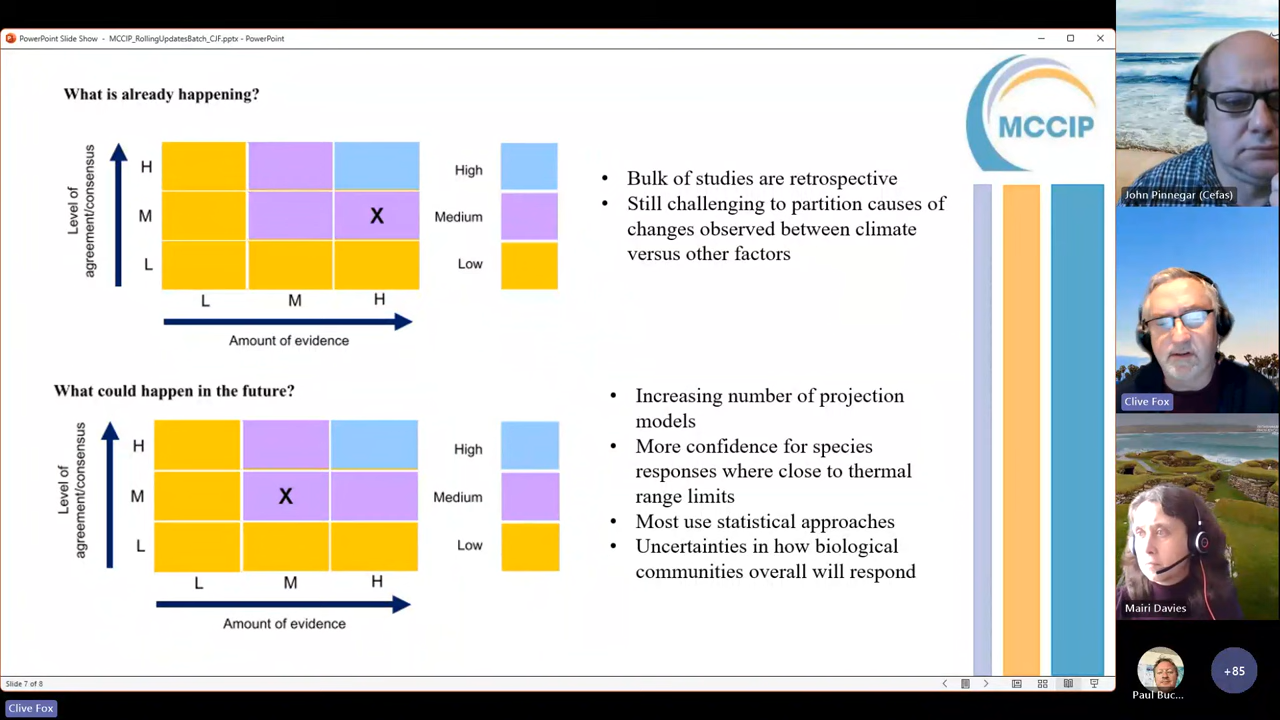 PowerPoint Slide Show - MCCIP_RollingUpdatesBatch_CJF.pptx - PowerPoint
What is already happening?
MCCIP
Level of
agreement/consensus
H
M
L
X
L
M
H
Amount of evidence
High
Medium
Low
• Bulk of studies are retrospective
• Still challenging to partition causes of
changes observed between climate
versus other factors
What could happen in the future?
Level of
agreement/consensus
H
M
L
X
L
M
H
Amount of evidence
High
Medium
Low
• Increasing number of projection
models
• More confidence for species
responses where close to thermal
range limits
• Most use statistical approaches
• Uncertainties in how biological
communities overall will respond
Slide 7 of 8
Clive Fox
John Pinnegar (Cefas)
Clive Fox
Mairi Davies
Paul Buc...
+85